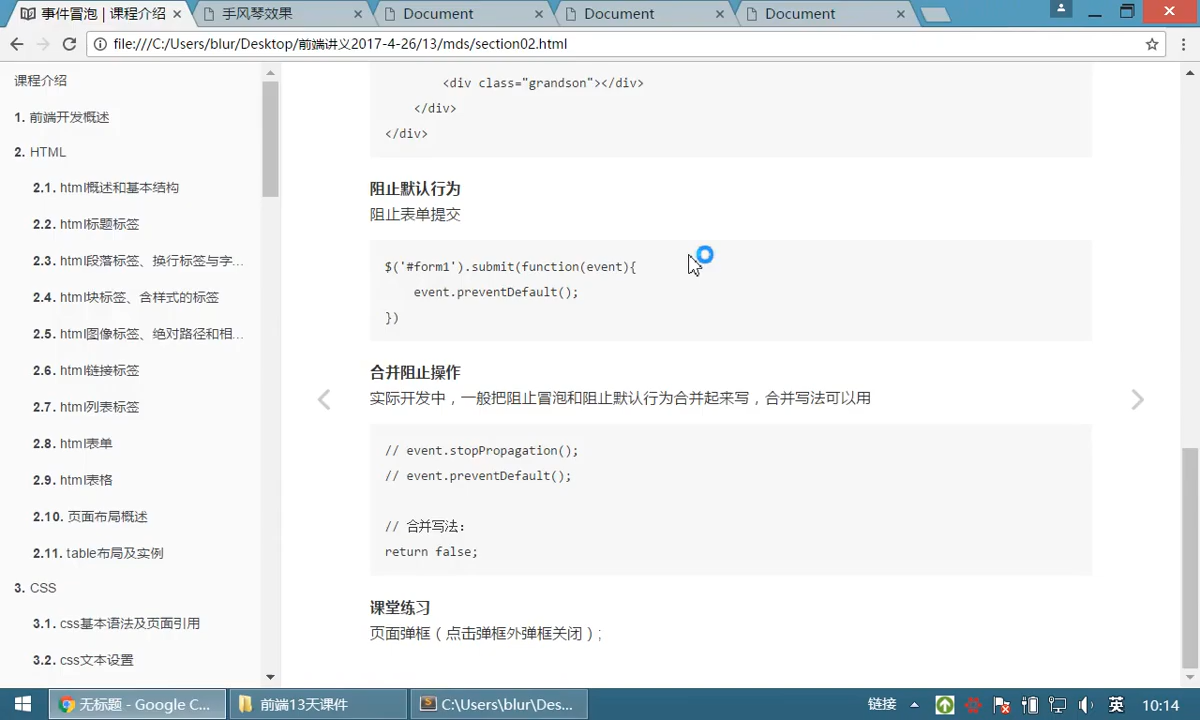 事件冒泡 | 课程介绍
手风琴效果
Document
Document
Document
file:///C:/Users/blur/Desktop/前端讲义2017-4-26/13/mds/section02.html
课程介绍
1. 前端开发概述
2. HTML
2.1. html概述和基本结构
2.2. html标题标签
2.3. html段落标签、换行标签与字...
2.4. html块标签、含样式的标签
2.5. html图像标签、绝对路径和相...
2.6. html链接标签
2.7. html列表标签
2.8. html表单
2.9. html表格
2.10. 页面布局概述
2.11. table布局及实例
3. CSS
3.1. css基本语法及页面引用
3.2. css文本设置
<div class="grandson"></div>
</div>
</div>
阻止默认行为
阻止表单提交
$('#form1').submit(function(event){
event.preventDefault();
})
合并阻止操作
实际开发中，一般把阻止冒泡和阻止默认行为合并起来写，合并写法可以用
// event.stopPropagation();
// event.preventDefault();
// 合并写法：
return false;
课堂练习
页面弹框（点击弹框外弹框关闭）;
无标题 - Google C...
前端13天课件
C:\Users\blur\Des...
链接
英
10:14